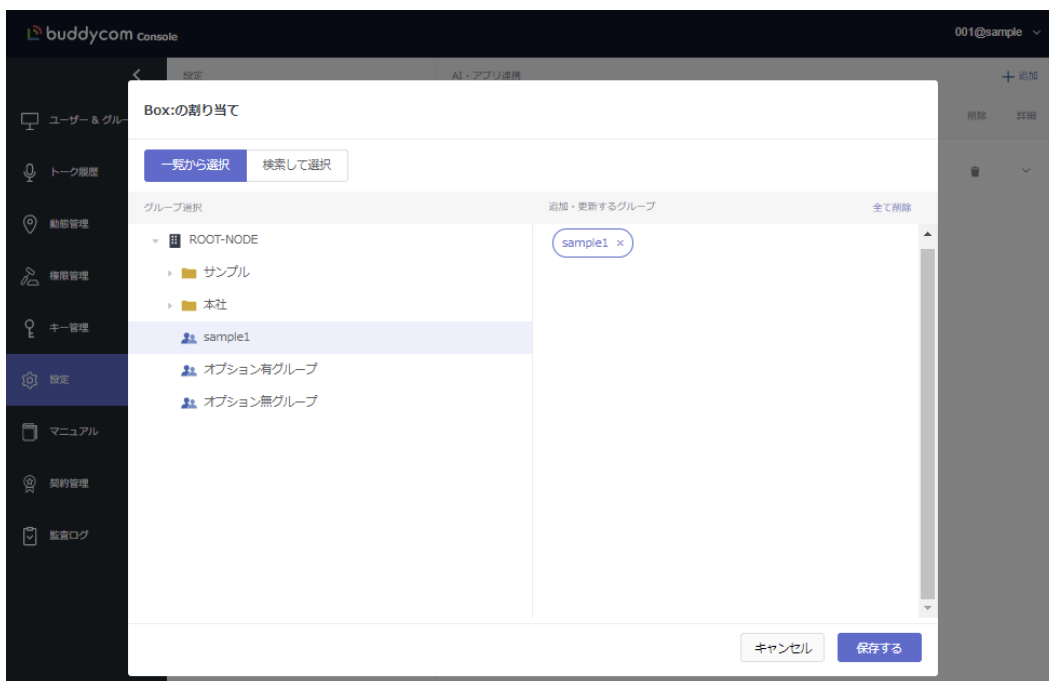 buddycom Console
001@sample
設定
AI・アプリ連携
追加
削除
詳細
ユーザー & グルー
トーク履歴
動態管理
権限管理
キー管理
設定
マニュアル
契約管理
監査ログ
Box:の割り当て
一覧から選択
検索して選択
グループ選択
追加・更新するグループ
全て削除
ROOT-NODE
サンプル
本社
sample1
オプション有グループ
オプション無グループ
sample1 ×
キャンセル
保存する